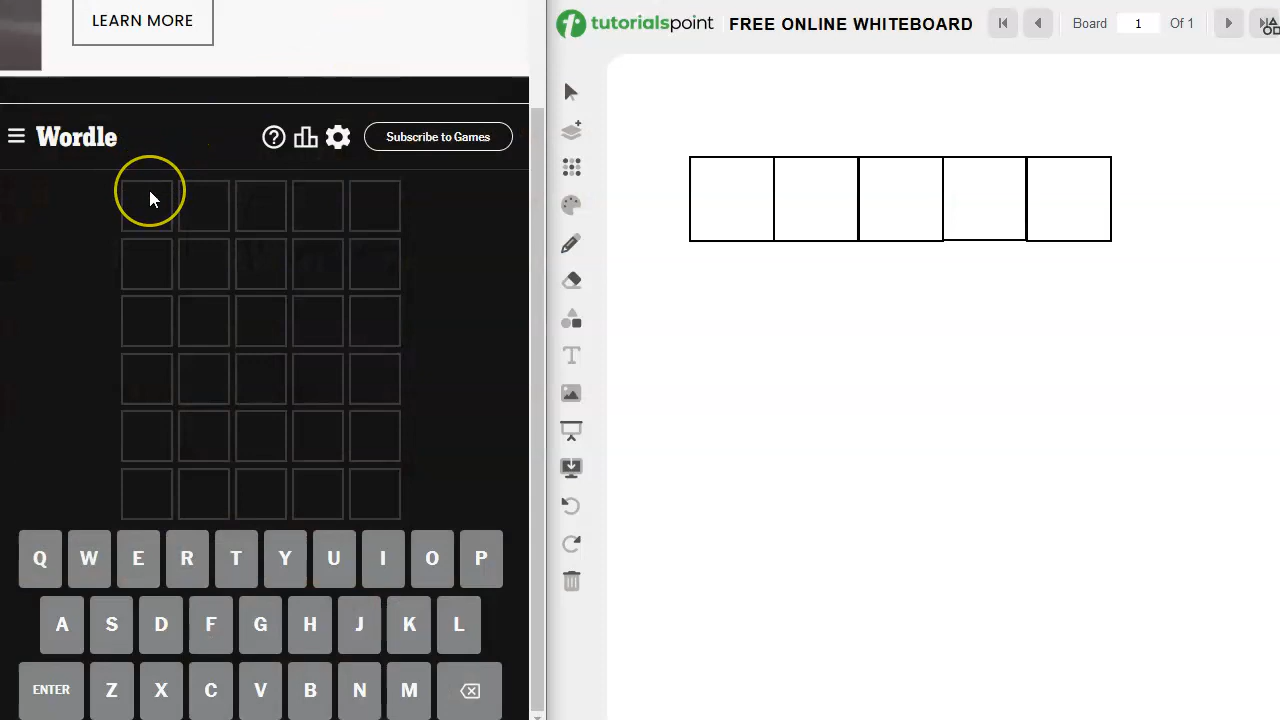 LEARN MORE
tutorialspoint FREE ONLINE WHITEBOARD Board 1 Of 1
Wordle Subscribe to Games
Q W E R T Y U I O P
A S D F G H J K L
ENTER Z X C V B N M